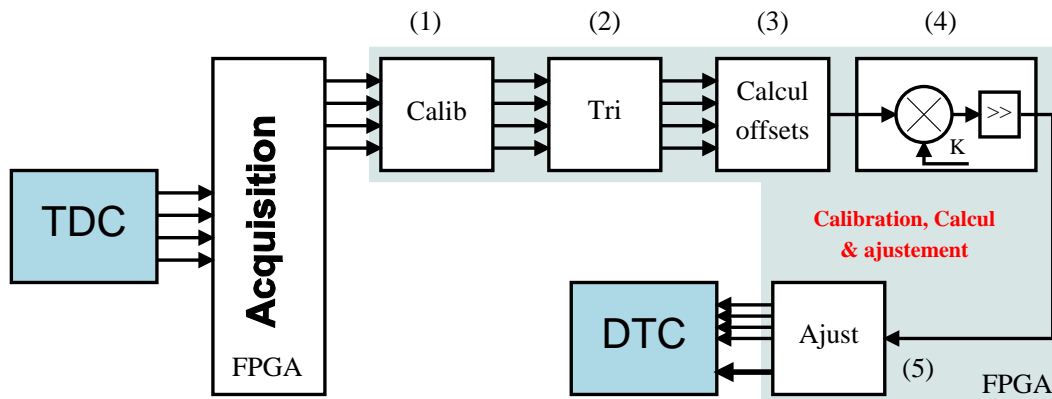 (1)
(2)
(3)
(4)
TDC
Acquisition
FPGA
Calib
Tri
Calcul
offsets
K
>>
Calibration, Calcul
& ajustement
DTC
Ajust
(5)
FPGA